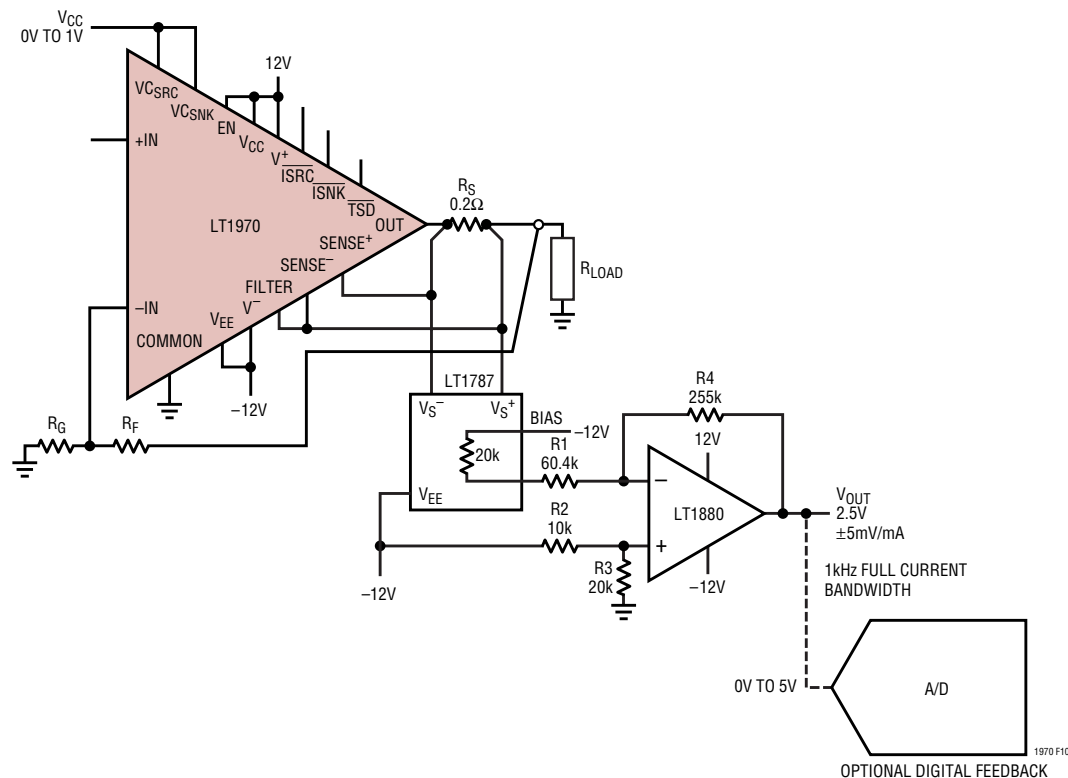 VCC
0V TO 1V
12V
VCSRC
VCSNK
EN
VCC
V+
ISRC
ISNK
TSD
+IN
LT1970
OUT
SENSE+
SENSE–
FILTER
V–
VEE
–IN
COMMON
–12V
RS
0.2Ω
RLOAD
RG
RF
LT1787
VS–
VS+
BIAS
–12V
20k
R1
60.4k
VEE
R2
10k
–12V
R3
20k
R4
255k
12V
–
LT1880
+
–12V
VOUT
2.5V
±5mV/mA
1kHz FULL CURRENT
BANDWIDTH
0V TO 5V
A/D
1970 F10
OPTIONAL DIGITAL FEEDBACK